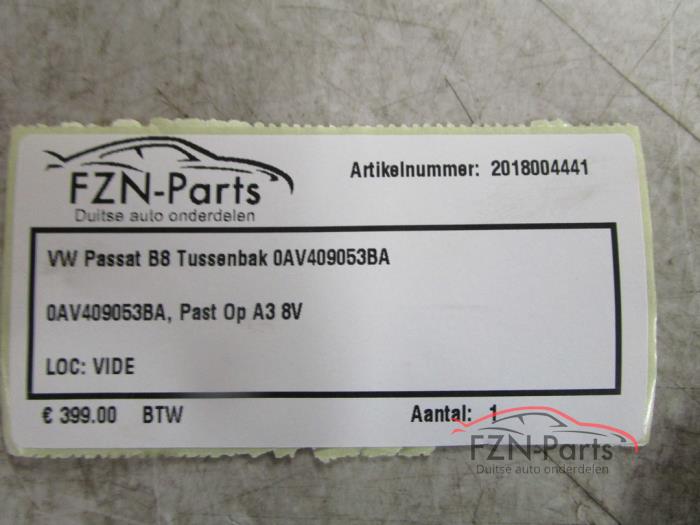 FZN-Parts
Duitse auto onderdelen
Artikelnummer: 2018004441
VW Passat B8 Tussenbak 0AV409053BA
0AV409053BA, Past Op A3 8V
LOC: VIDE
€ 399.00 BTW
Aantal: 1
FZN-Parts
Duitse auto onderdelen